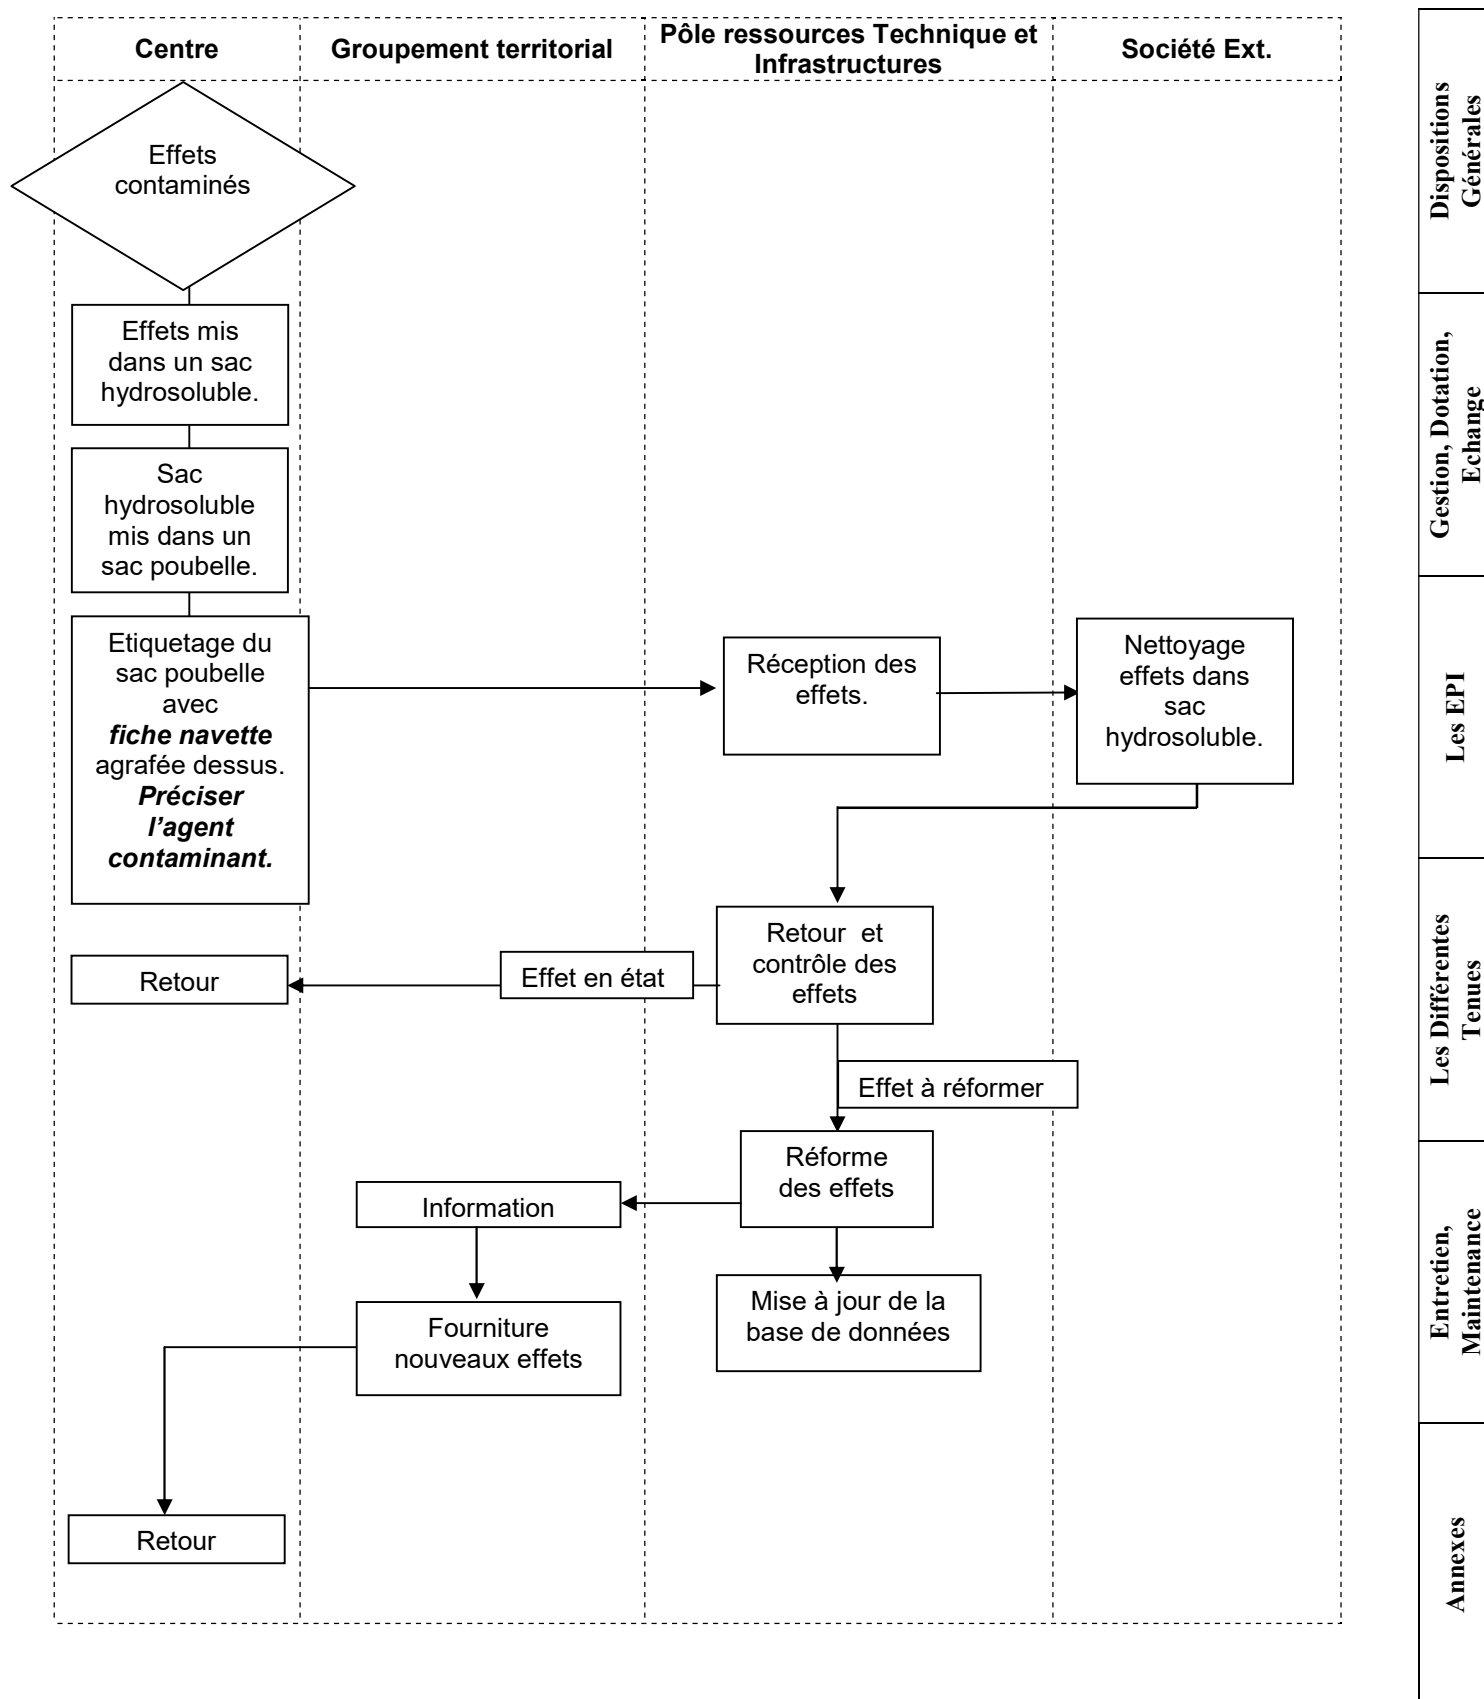 Centre
Groupement territorial
Pôle ressources Technique et
Infrastructures
Société Ext.
Effets
contaminés
Effets mis
dans un sac
hydrosoluble.
Sac
hydrosoluble
mis dans un
sac poubelle.
Etiquetage du
sac poubelle
avec
fiche navette
agrafée dessus.
Préciser
l’agent
contaminant.
Réception des
effets.
Nettoyage
effets dans
sac
hydrosoluble.
Retour et
contrôle des
effets
Effet en état
Retour
Effet à réformer
Réforme
des effets
Information
Mise à jour de la
base de données
Fourniture
nouveaux effets
Retour
Dispositions
Générales
Gestion, Dotation,
Echange
Les EPI
Les Différentes
Tenues
Entretien,
Maintenance
Annexes